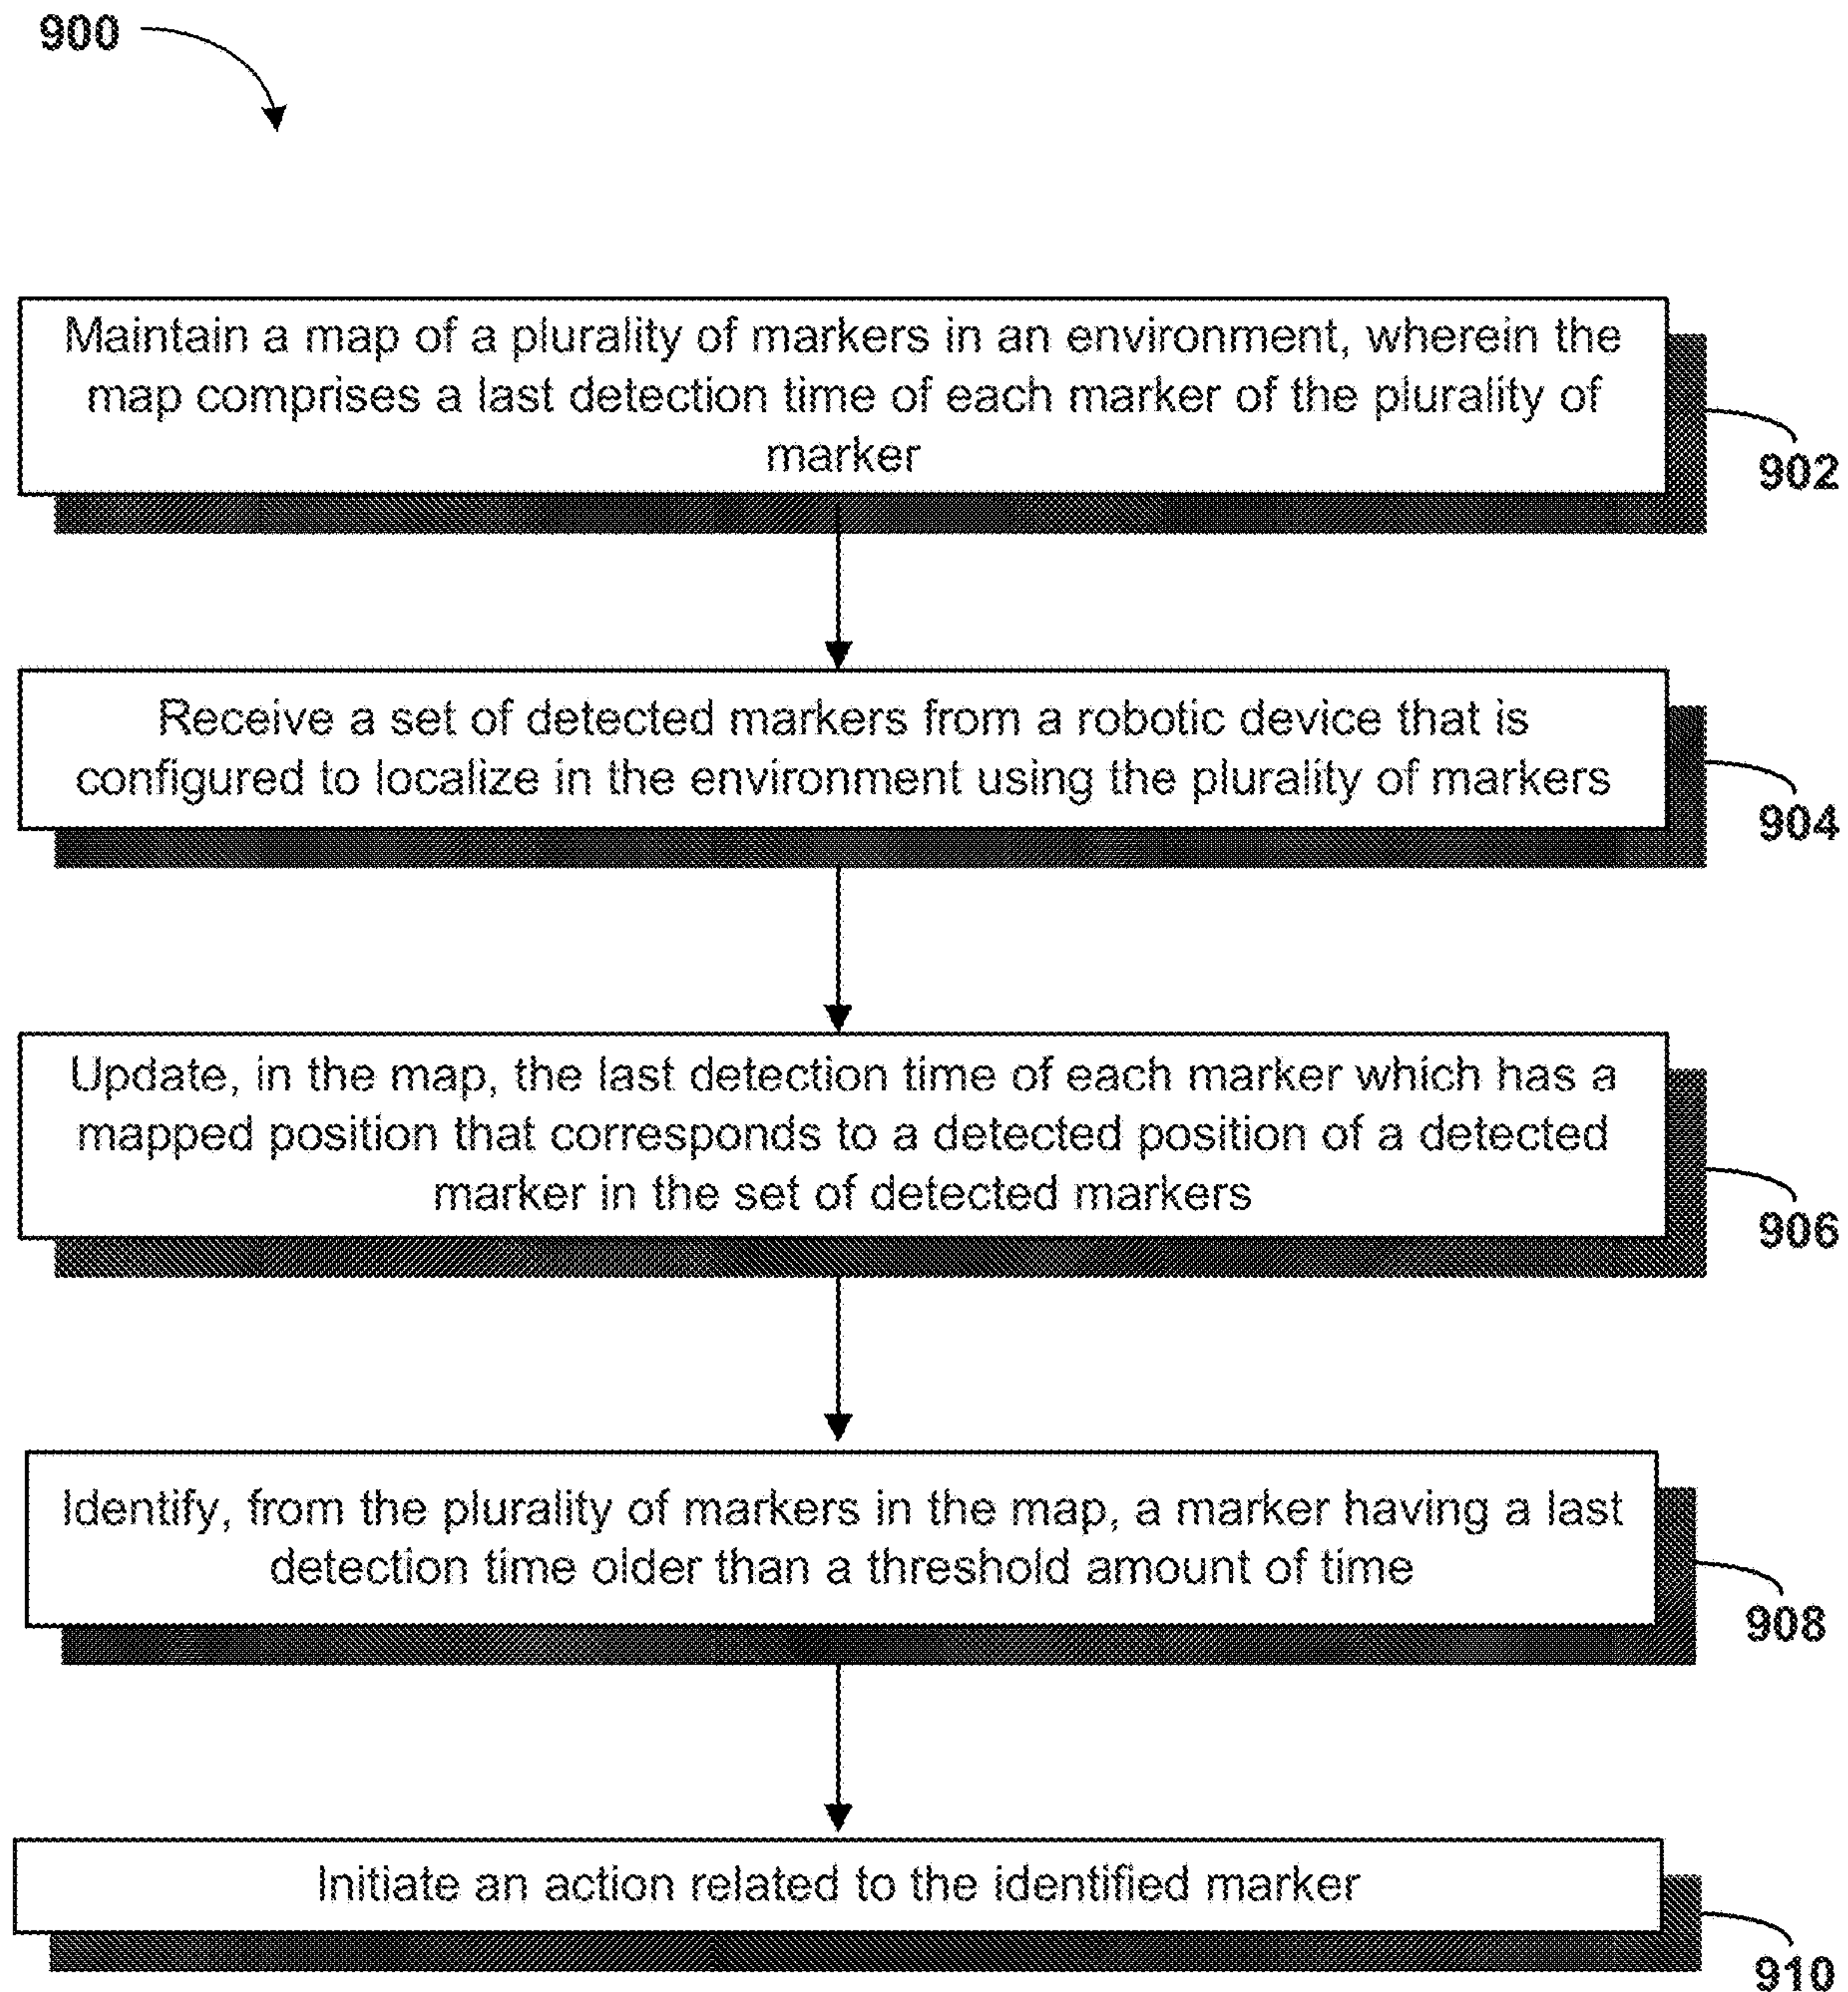 900
Maintain a map of a plurality of markers in an environment, wherein the
map comprises a last detection time of each marker of the plurality of
marker
902
Receive a set of detected markers from a robotic device that is
configured to localize in the environment using the plurality of markers
904
Update, in the map, the last detection time of each marker which has a
mapped position that corresponds to a detected position of a detected
marker in the set of detected markers
906
Identify, from the plurality of markers in the map, a marker having a last
detection time older than a threshold amount of time
908
Initiate an action related to the identified marker
910